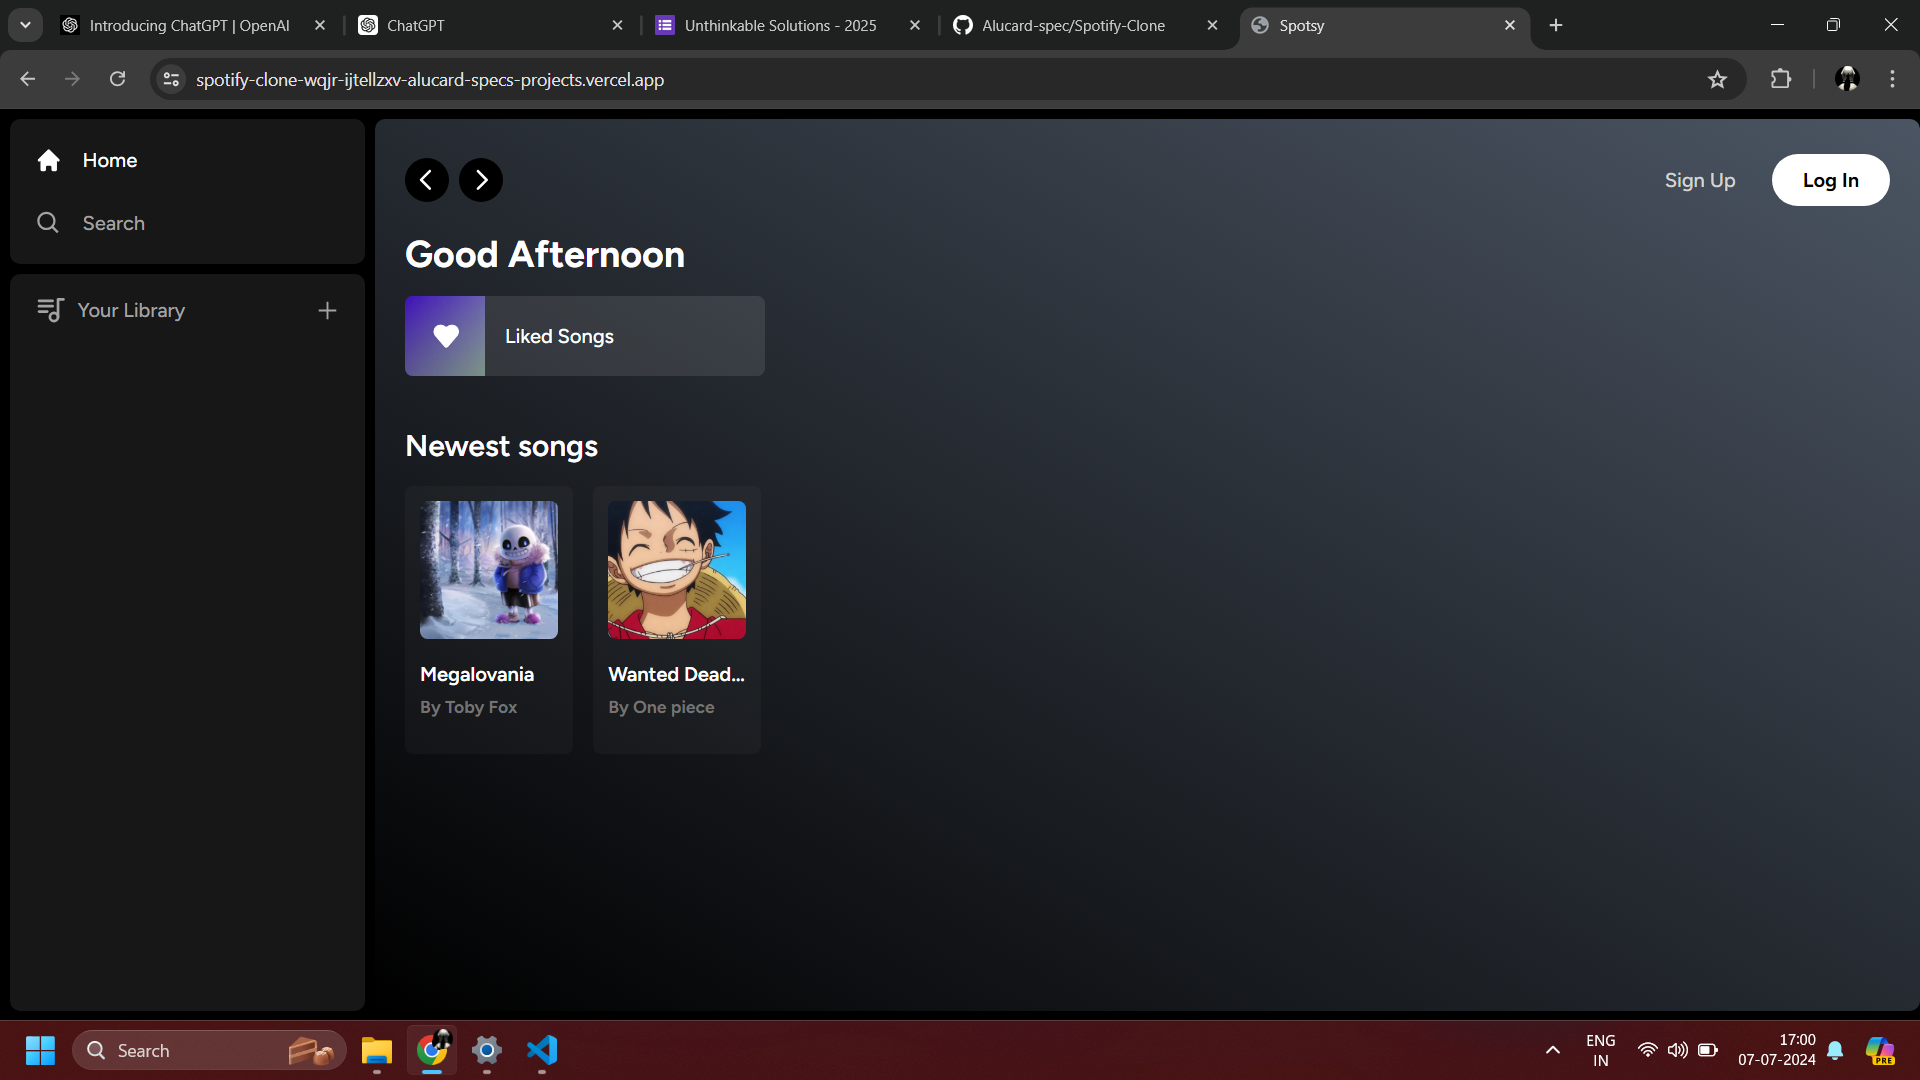 Introducing ChatGPT | OpenAI
ChatGPT
Unthinkable Solutions - 2025
Alucard-spec/Spotify-Clone
Spotsy
spotify-clone-wqjr-ijtellzxv-alucard-specs-projects.vercel.app
Home
Search
Your Library
Sign Up
Log In
Good Afternoon
Liked Songs
Newest songs
Megalovania
By Toby Fox
Wanted Dead...
By One piece
Search
ENG
IN
17:00
07-07-2024
PRE